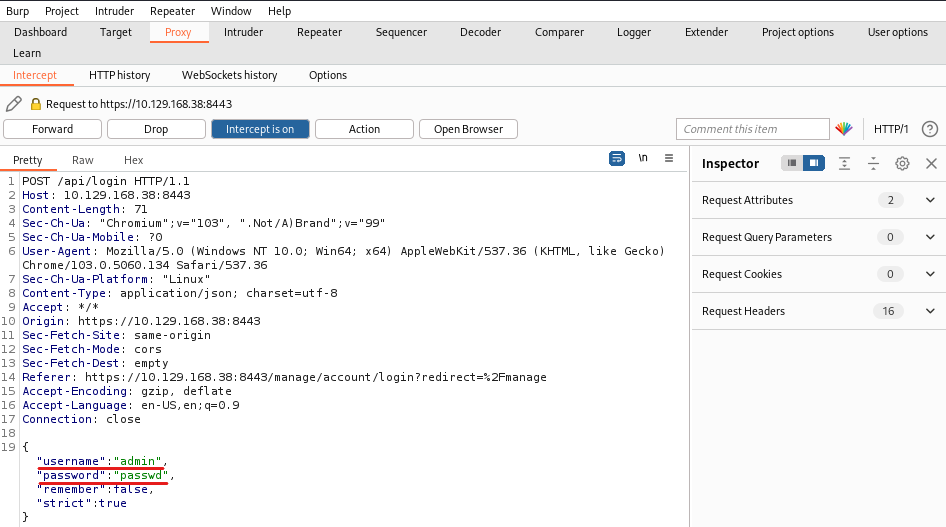 Burp Project Intruder Repeater Window Help
Dashboard Target Proxy Intruder Repeater Sequencer Decoder Comparer Logger Extender Project options User options
Learn
Intercept HTTP history WebSockets history Options
Request to https://10.129.168.38:8443
Forward Drop Intercept is on Action Open Browser Comment this item HTTP/1 ?
Pretty Raw Hex \n
Inspector
1 POST /api/login HTTP/1.1
2 Host: 10.129.168.38:8443
3 Content-Length: 71
4 Sec-Ch-Ua: "Chromium";v="103", ".Not/A)Brand";v="99"
5 Sec-Ch-Ua-Mobile: ?0
6 User-Agent: Mozilla/5.0 (Windows NT 10.0; Win64; x64) AppleWebKit/537.36 (KHTML, like Gecko)
Chrome/103.0.5060.134 Safari/537.36
7 Sec-Ch-Ua-Platform: "Linux"
8 Content-Type: application/json; charset=utf-8
9 Accept: */*
10 Origin: https://10.129.168.38:8443
11 Sec-Fetch-Site: same-origin
12 Sec-Fetch-Mode: cors
13 Sec-Fetch-Dest: empty
14 Referer: https://10.129.168.38:8443/manage/account/login?redirect=%2Fmanage
15 Accept-Encoding: gzip, deflate
16 Accept-Language: en-US,en;q=0.9
17 Connection: close
18
19 {
"username":"admin",
"password":"passwd",
"remember":false,
"strict":true
}
Request Attributes 2
Request Query Parameters 0
Request Cookies 0
Request Headers 16